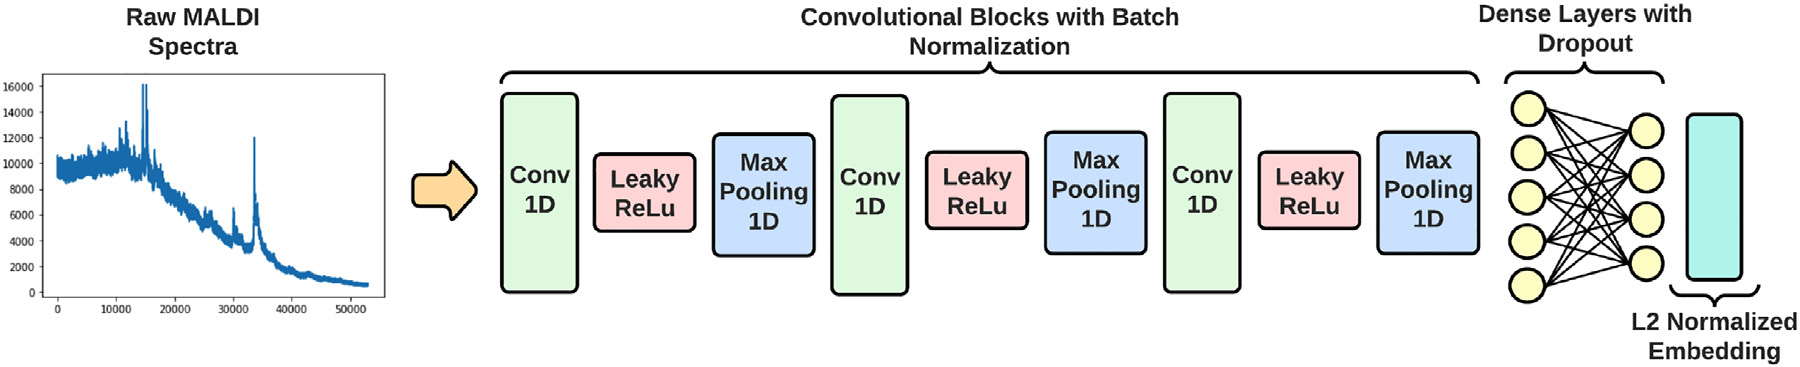 Raw MALDI
Spectra
16000
14000
12000
10000
8000
6000
4000
2000
0
0 10000 20000 30000 40000 50000
Convolutional Blocks with Batch
Normalization
Conv
1D
Leaky
ReLu
Max
Pooling
1D
Conv
1D
Leaky
ReLu
Max
Pooling
1D
Conv
1D
Leaky
ReLu
Max
Pooling
1D
Dense Layers with
Dropout
L2 Normalized
Embedding